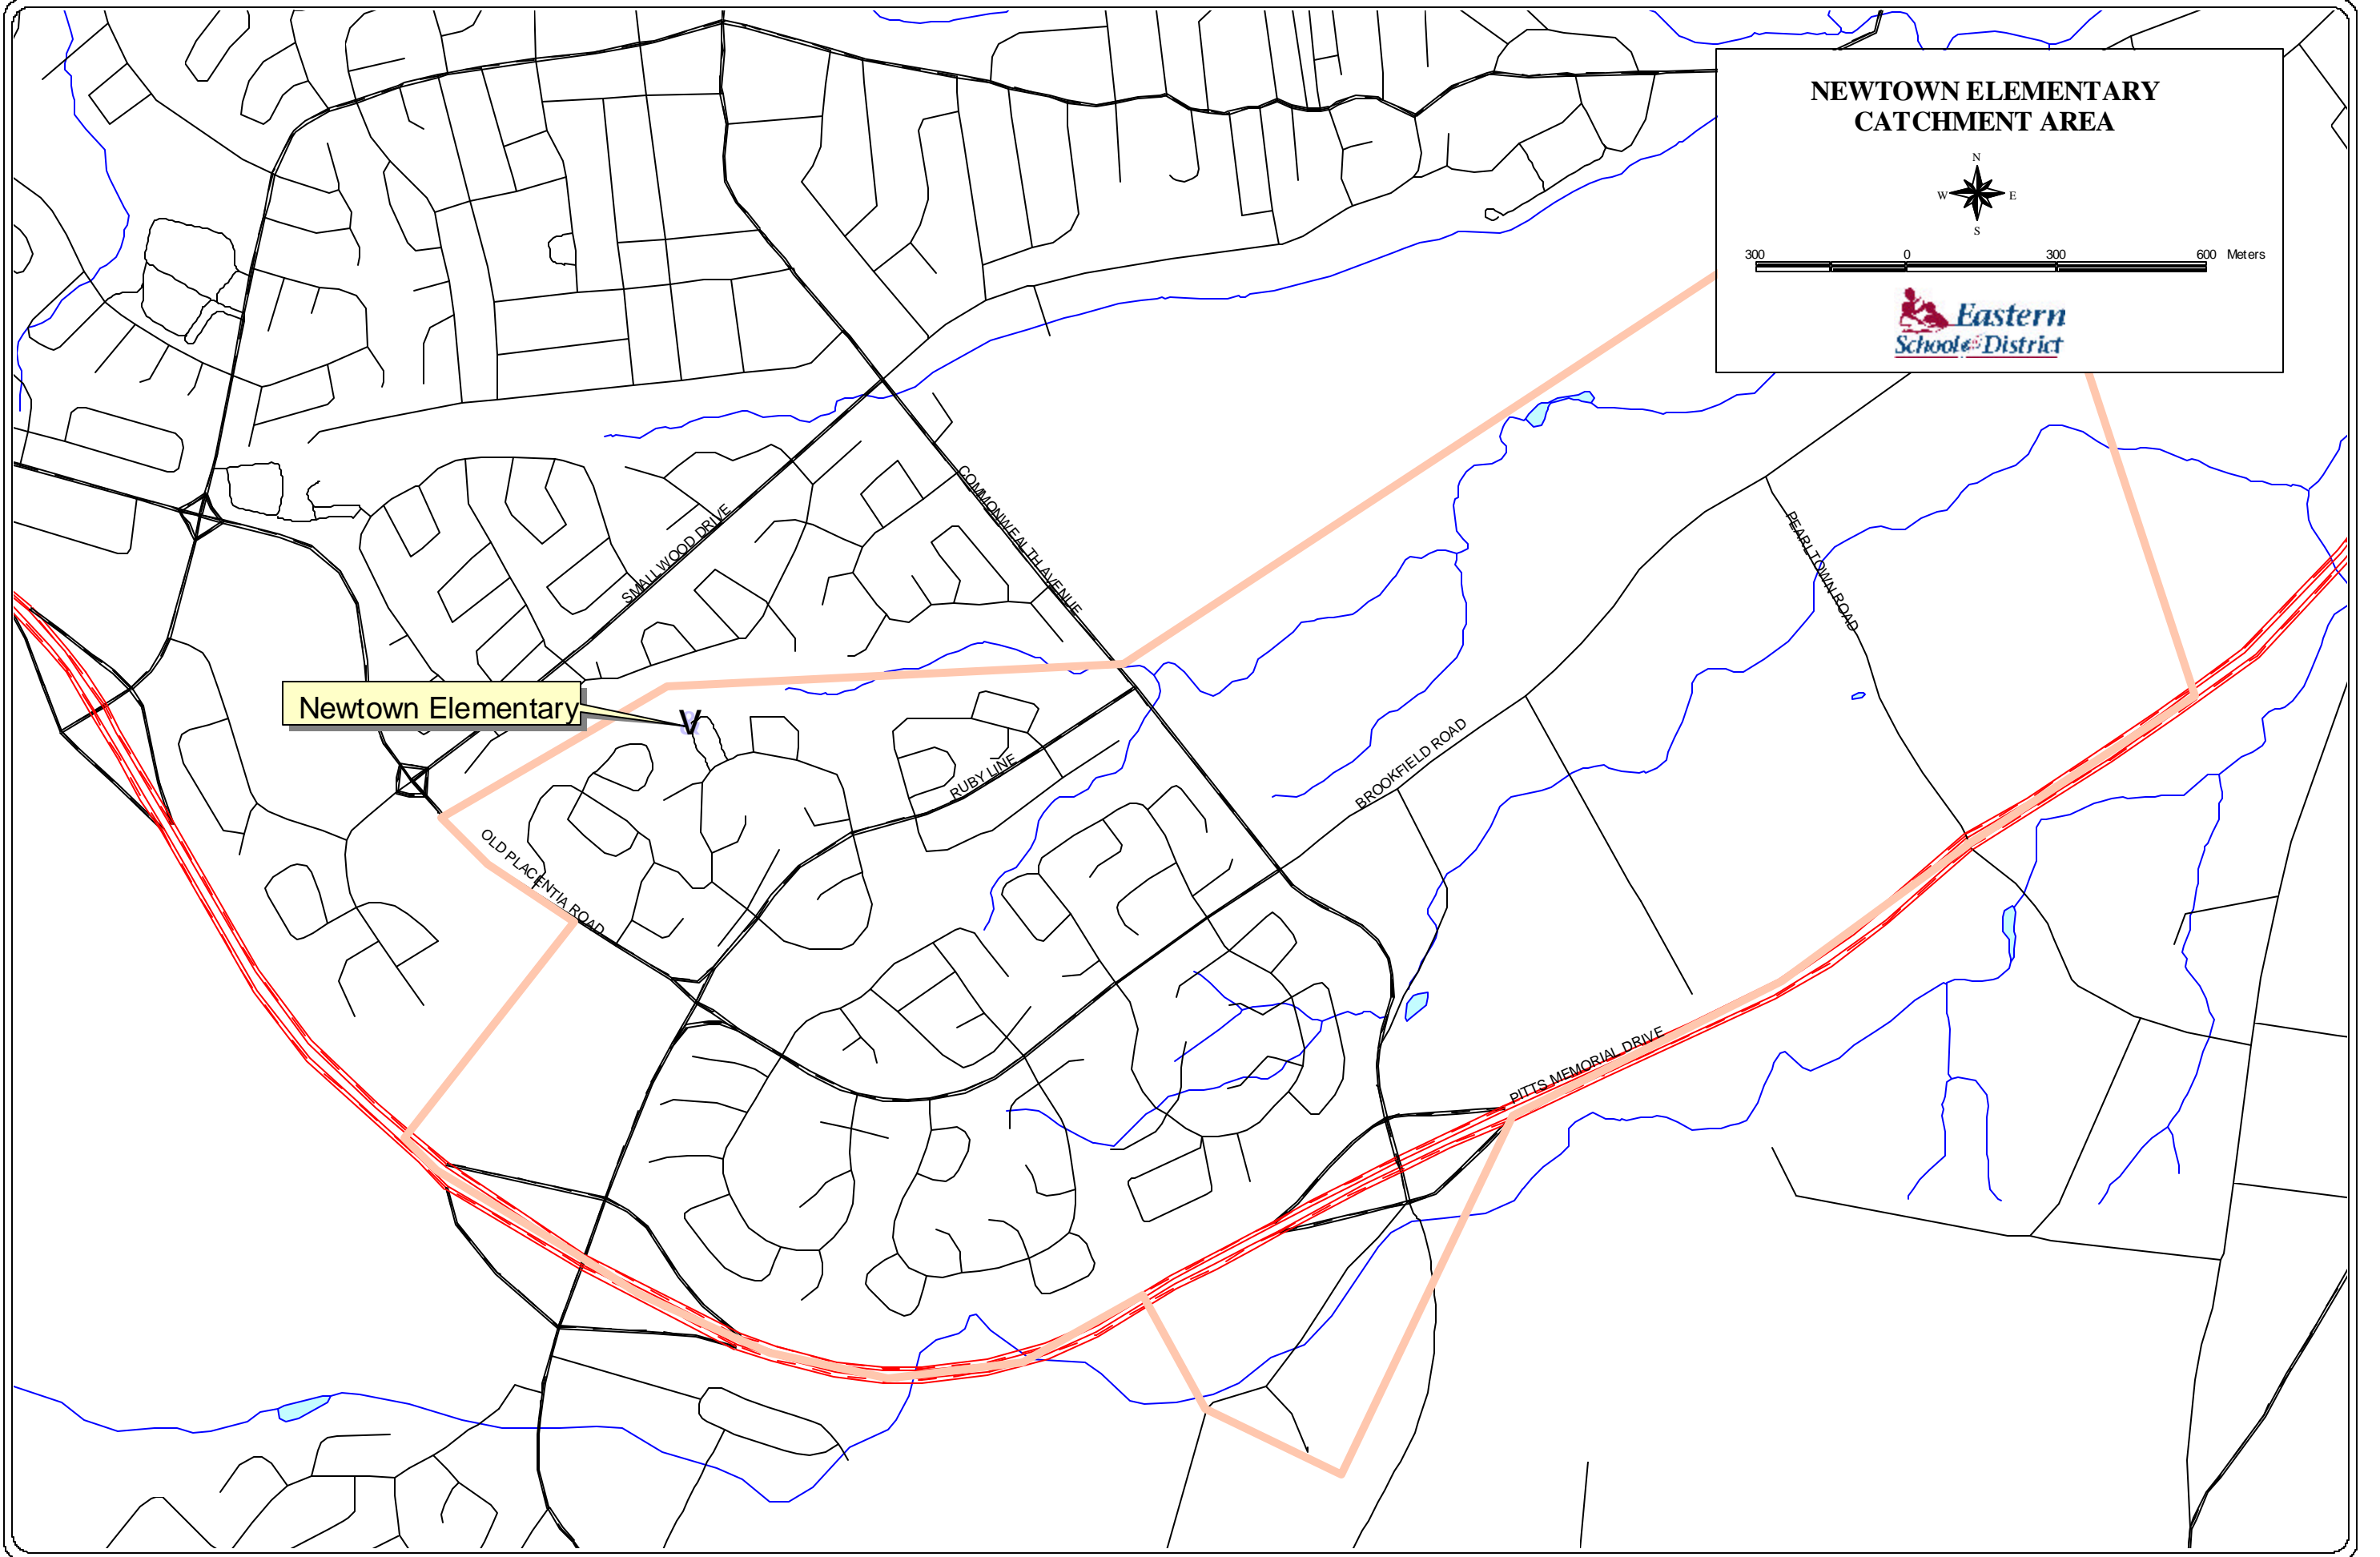 NEWTOWN ELEMENTARY
CATCHMENT AREA
N
W E
S
300 0 300 600 Meters
Eastern
School District
COMMONWEALTH AVENUE
SMALLWOOD DRIVE
PEARLTOWN ROAD
Newtown Elementary
RUBY LINE
BROOKFIELD ROAD
OLD PLACENTIA ROAD
PITTS MEMORIAL DRIVE